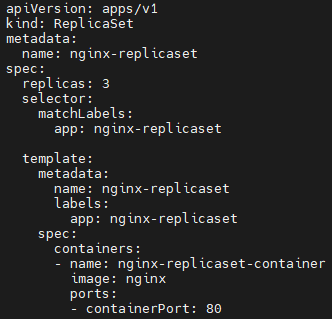 apiVersion: apps/v1
kind: ReplicaSet
metadata:
  name: nginx-replicaset
spec:
  replicas: 3
  selector:
    matchLabels:
      app: nginx-replicaset

  template:
    metadata:
      name: nginx-replicaset
      labels:
        app: nginx-replicaset
    spec:
      containers:
      - name: nginx-replicaset-container
        image: nginx
        ports:
        - containerPort: 80